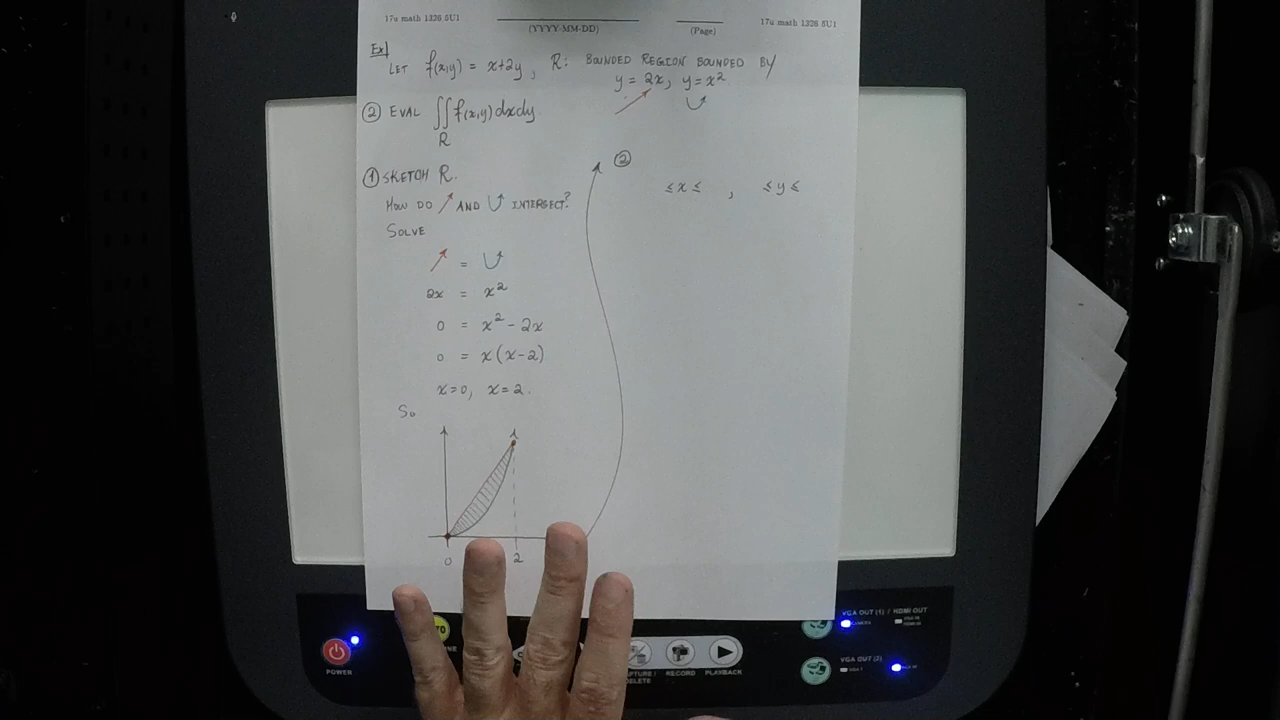 17u math 1326 SU1
17u math 1326 SU1
(YYYY-MM-DD)
(Page)
Ex|
LET f(x,y) = x+2y, R: BOUNDED REGION BOUNDED BY
y = 2x, y = x²
② EVAL ∬ f(x,y) dxdy
R
① SKETCH R.
HOW DO ↗ AND ∪ INTERSECT?
SOLVE
↗ = ∪
2x = x²
0 = x² - 2x
0 = x(x-2)
x=0, x=2.
So
0 2
②
≤ x ≤ , ≤ y ≤
POWER
RECORD
PLAYBACK
VGA OUT (1) / HDMI OUT
VGA OUT (2)